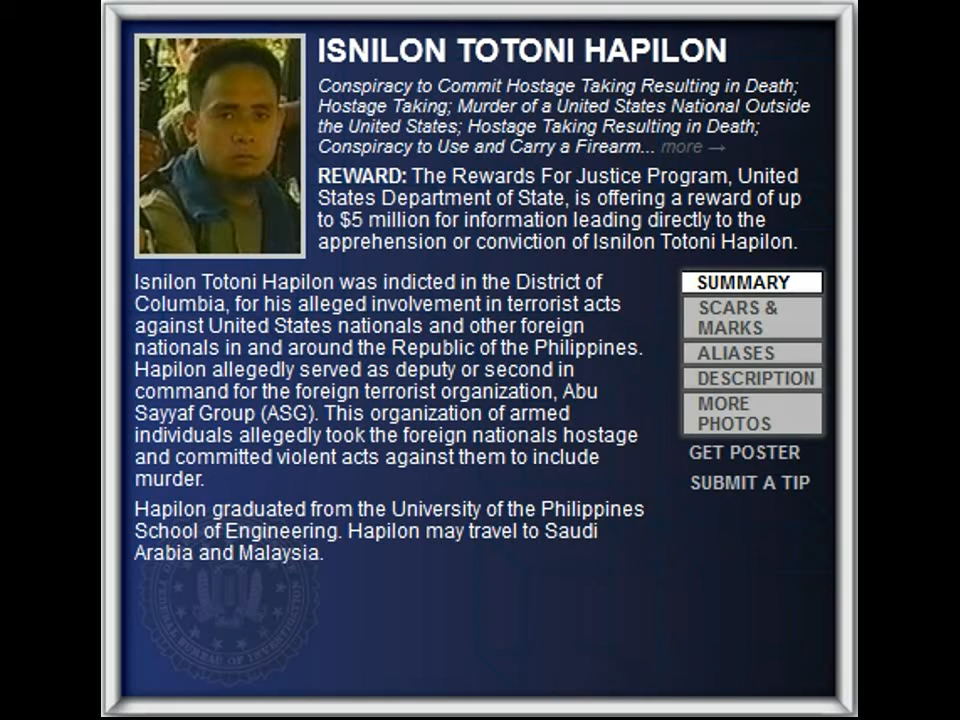 ISNILON TOTONI HAPILON
Conspiracy to Commit Hostage Taking Resulting in Death;
Hostage Taking; Murder of a United States National Outside
the United States; Hostage Taking Resulting in Death;
Conspiracy to Use and Carry a Firearm... more →
REWARD: The Rewards For Justice Program, United
States Department of State, is offering a reward of up
to $5 million for information leading directly to the
apprehension or conviction of Isnilon Totoni Hapilon.
Isnilon Totoni Hapilon was indicted in the District of
Columbia, for his alleged involvement in terrorist acts
against United States nationals and other foreign
nationals in and around the Republic of the Philippines.
Hapilon allegedly served as deputy or second in
command for the foreign terrorist organization, Abu
Sayyaf Group (ASG). This organization of armed
individuals allegedly took the foreign nationals hostage
and committed violent acts against them to include
murder.
Hapilon graduated from the University of the Philippines
School of Engineering. Hapilon may travel to Saudi
Arabia and Malaysia.
SUMMARY
SCARS &
MARKS
ALIASES
DESCRIPTION
MORE
PHOTOS
GET POSTER
SUBMIT A TIP
FEDERAL BUREAU OF INVESTIGATION